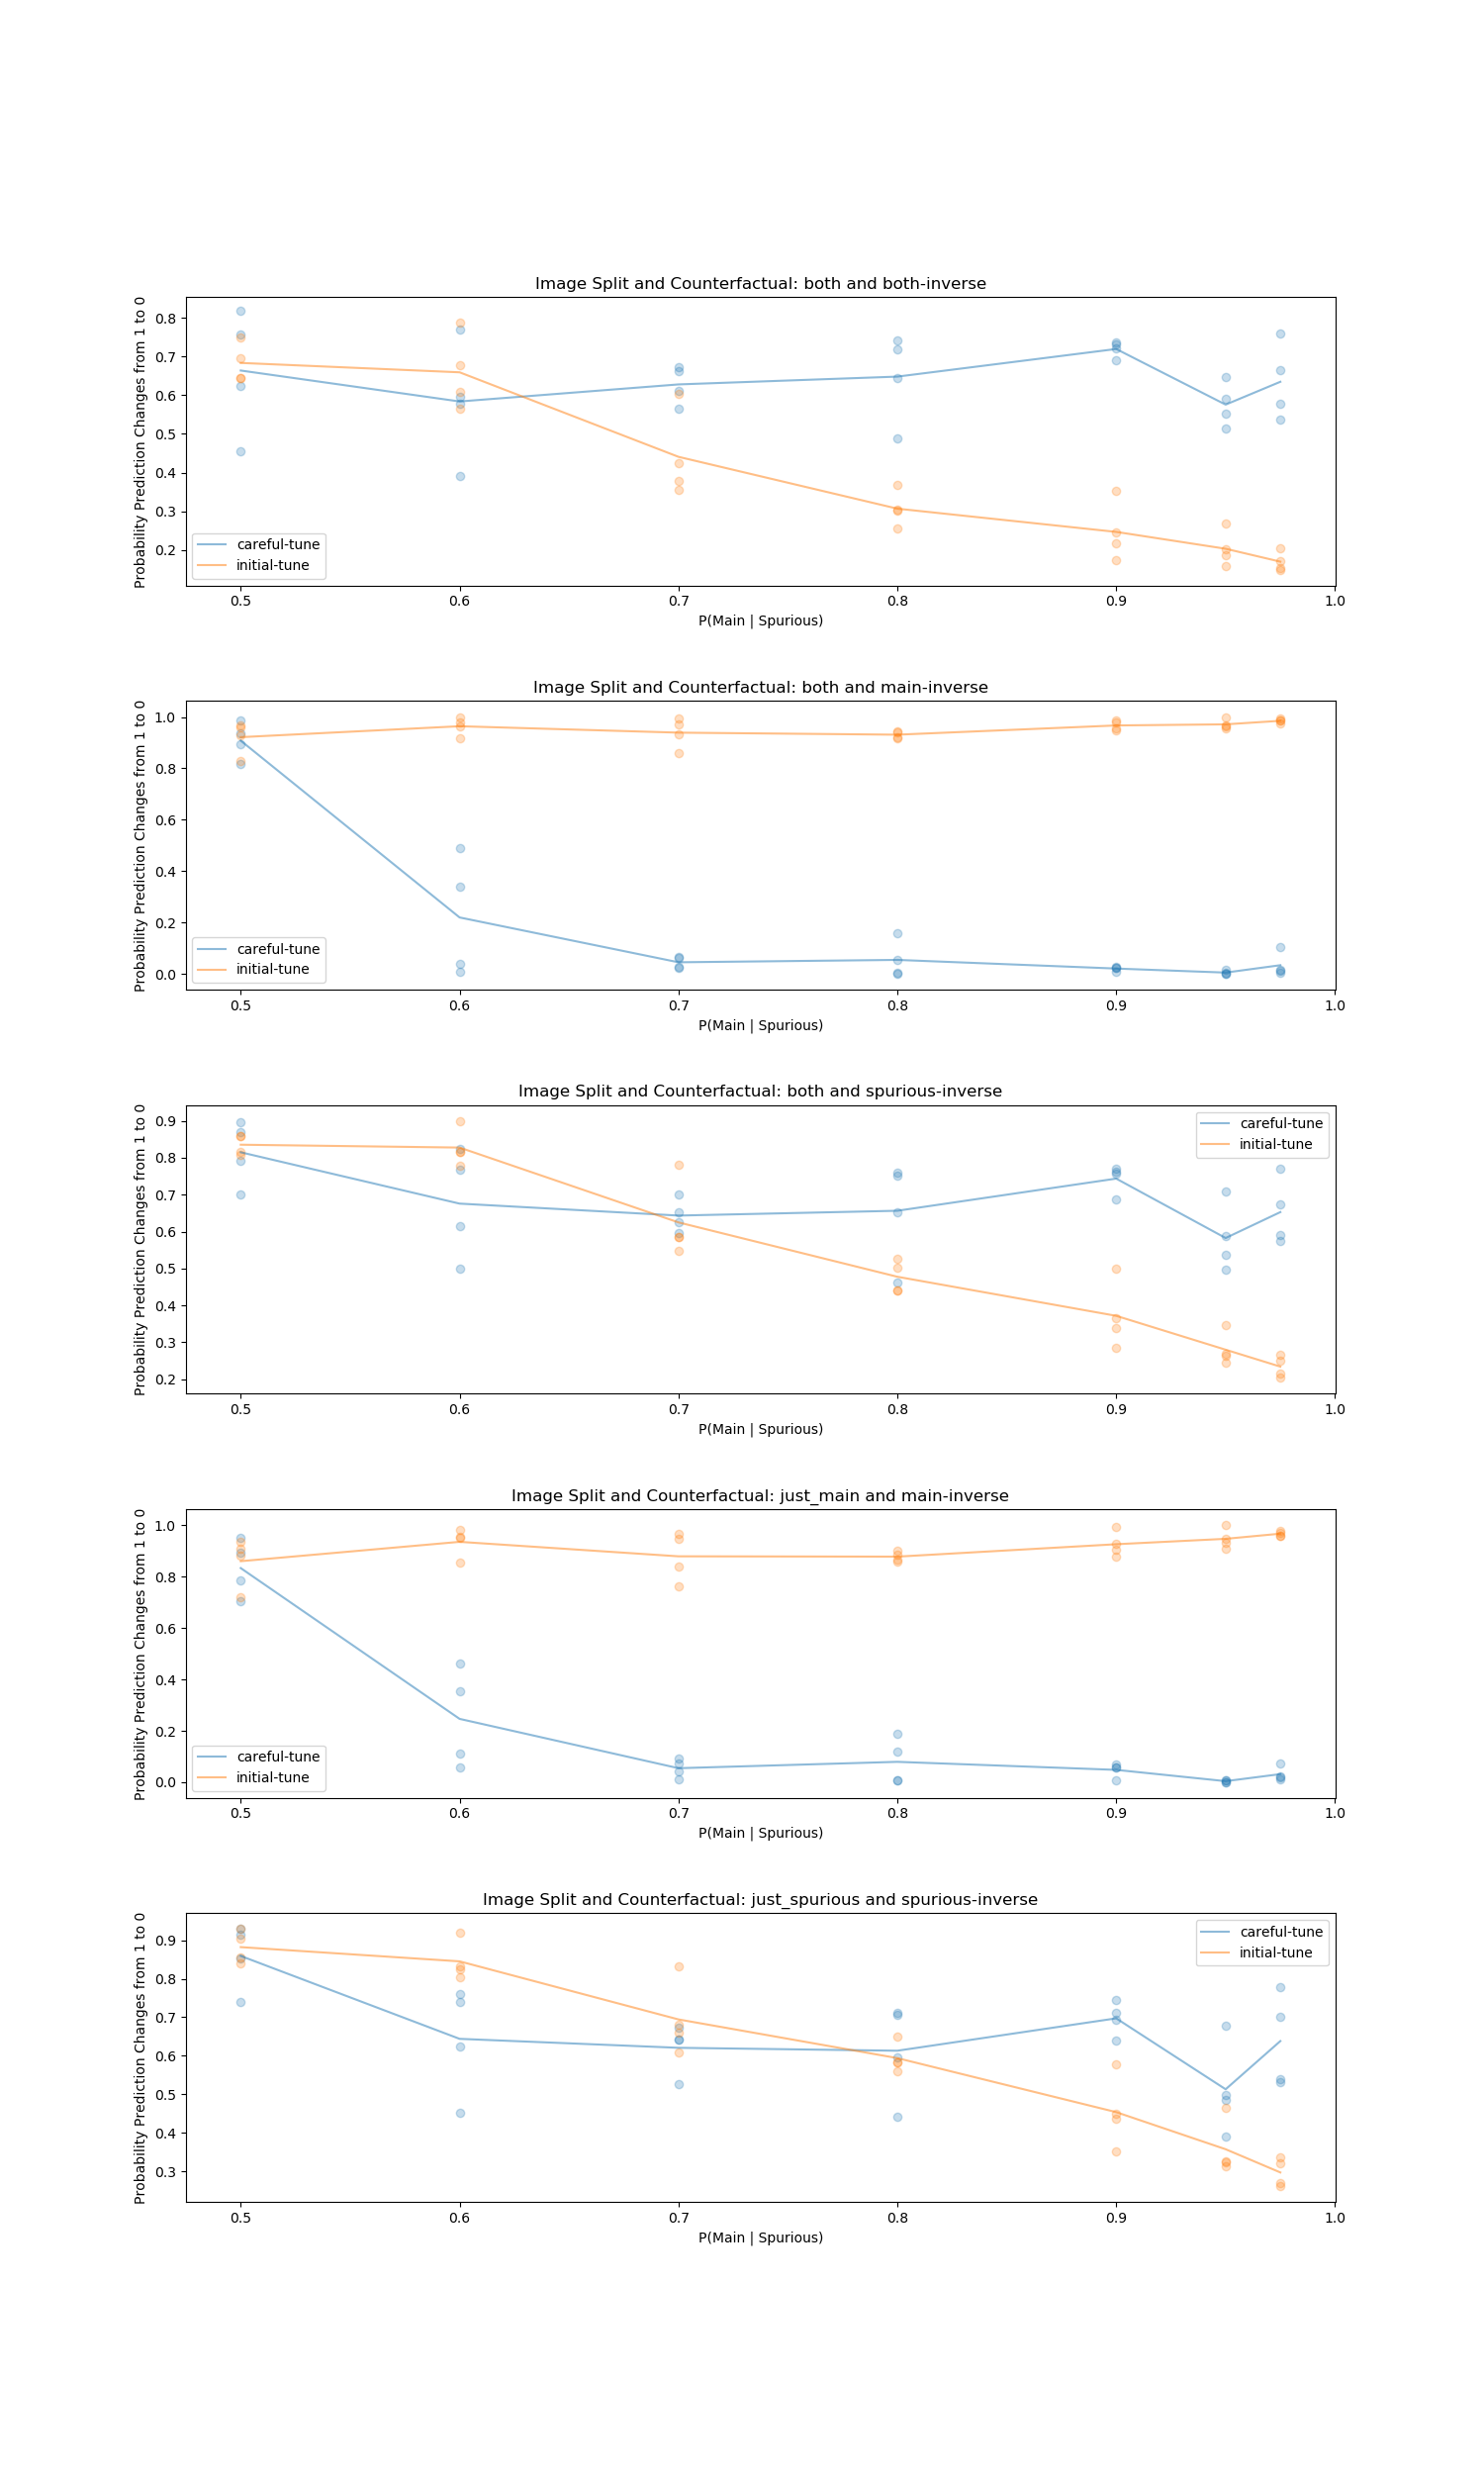 Image Split and Counterfactual: both and both-inverse
Probability Prediction Changes from 1 to 0
0.8
0.7
0.6
0.5
0.4
0.3
0.2
careful-tune
initial-tune
0.5 0.6 0.7 0.8 0.9 1.0
P(Main | Spurious)
Image Split and Counterfactual: both and main-inverse
Probability Prediction Changes from 1 to 0
1.0
0.8
0.6
0.4
0.2
0.0
careful-tune
initial-tune
0.5 0.6 0.7 0.8 0.9 1.0
P(Main | Spurious)
Image Split and Counterfactual: both and spurious-inverse
Probability Prediction Changes from 1 to 0
0.9
0.8
0.7
0.6
0.5
0.4
0.3
0.2
careful-tune
initial-tune
0.5 0.6 0.7 0.8 0.9 1.0
P(Main | Spurious)
Image Split and Counterfactual: just_main and main-inverse
Probability Prediction Changes from 1 to 0
1.0
0.8
0.6
0.4
0.2
0.0
careful-tune
initial-tune
0.5 0.6 0.7 0.8 0.9 1.0
P(Main | Spurious)
Image Split and Counterfactual: just_spurious and spurious-inverse
Probability Prediction Changes from 1 to 0
0.9
0.8
0.7
0.6
0.5
0.4
0.3
careful-tune
initial-tune
0.5 0.6 0.7 0.8 0.9 1.0
P(Main | Spurious)